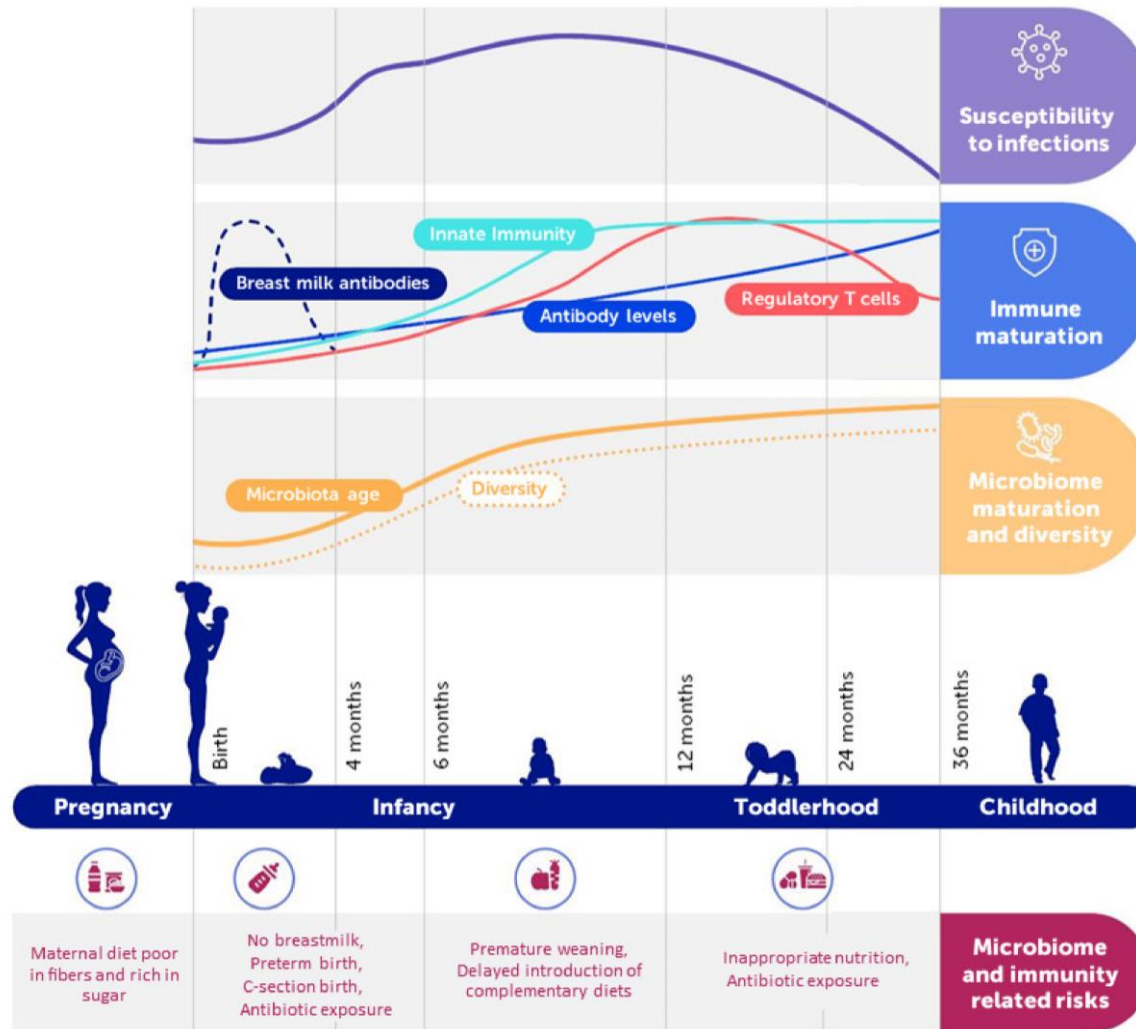 Susceptibility
to infections
Innate Immunity
Breast milk antibodies
Antibody levels
Regulatory T cells
Immune
maturation
Microbiota age
Diversity
Microbiome
maturation
and diversity
Birth
4 months
6 months
12 months
24 months
36 months
Pregnancy
Infancy
Toddlerhood
Childhood
Maternal diet poor
in fibers and rich in
sugar
No breastmilk,
Preterm birth,
C-section birth,
Antibiotic exposure
Premature weaning,
Delayed introduction of
complementary diets
Inappropriate nutrition,
Antibiotic exposure
Microbiome
and immunity
related risks